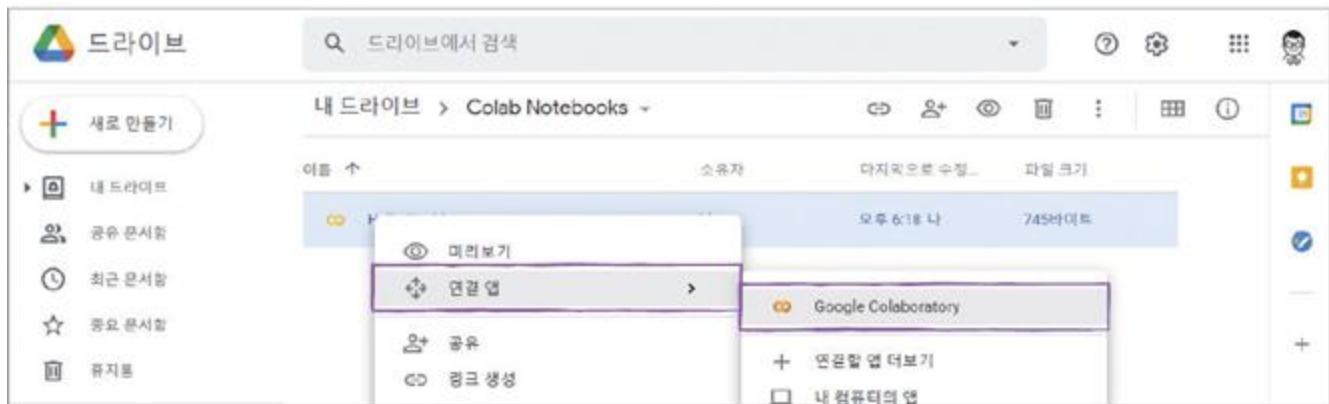 드라이브
드라이브에서 검색
새로 만들기
내 드라이브
공유 문서함
최근 문서함
중요 문서함
휴지통
내 드라이브 > Colab Notebooks
이름 ↑ 소유자 마지막으로 수정... 파일 크기
오후 6:18 나 745바이트
미리보기
연결 앱 >
공유
링크 생성
Google Colaboratory
+ 연결할 앱 더보기
내 컴퓨터의 앱